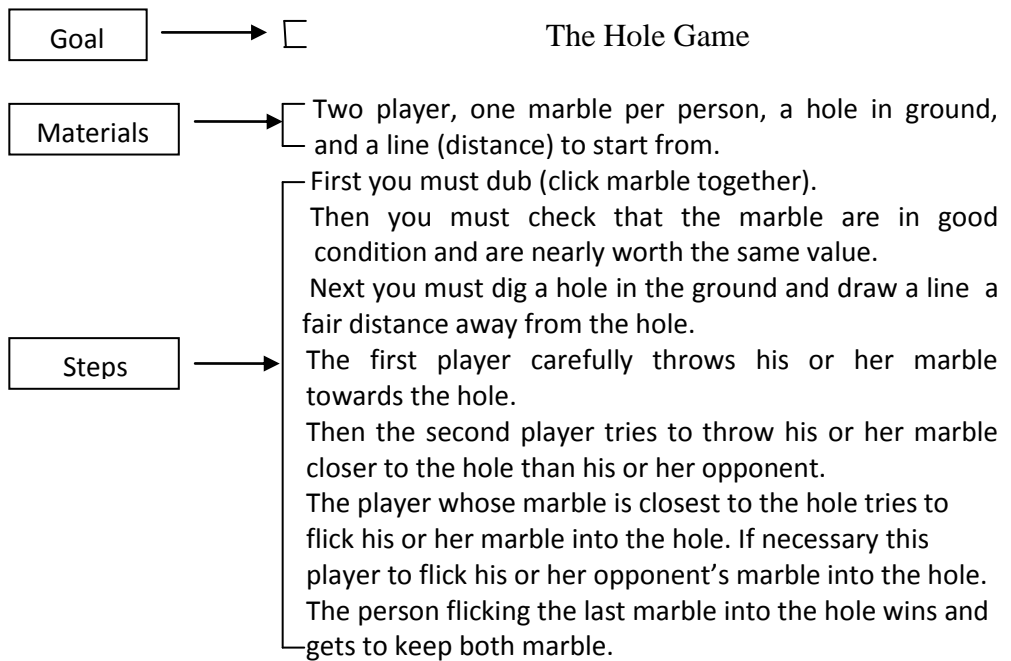 Goal
The Hole Game
Materials
Two player, one marble per person, a hole in ground,
and a line (distance) to start from.
Steps
First you must dub (click marble together).
Then you must check that the marble are in good
condition and are nearly worth the same value.
Next you must dig a hole in the ground and draw a line a
fair distance away from the hole.
The first player carefully throws his or her marble
towards the hole.
Then the second player tries to throw his or her marble
closer to the hole than his or her opponent.
The player whose marble is closest to the hole tries to
flick his or her marble into the hole. If necessary this
player to flick his or her opponent's marble into the hole.
The person flicking the last marble into the hole wins and
gets to keep both marble.